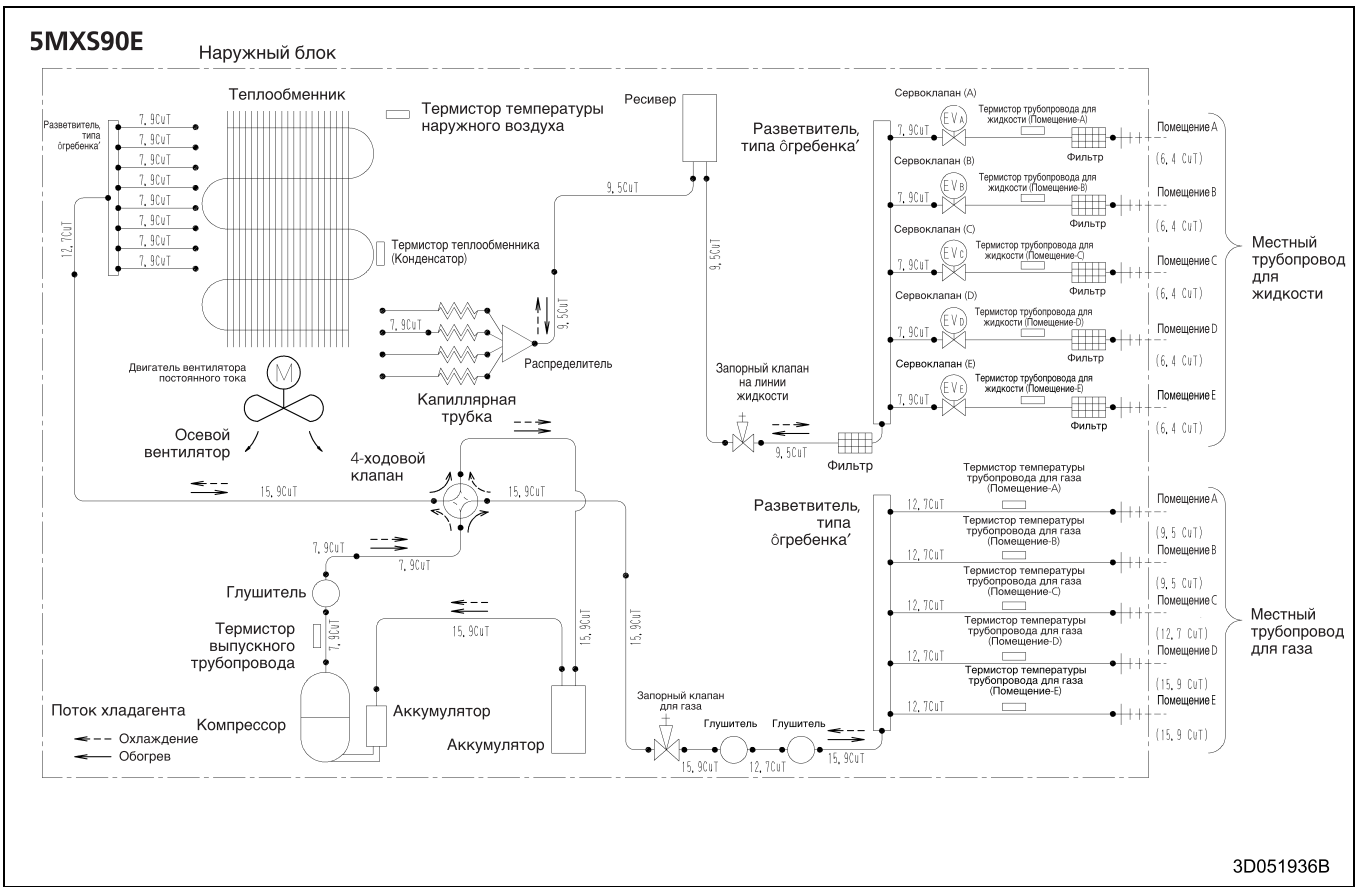 5MXS90E
Наружный блок
Теплообменник
Разветвитель,
типа
ôгребенка′
7.9CuT
7.9CuT
7.9CuT
7.9CuT
7.9CuT
7.9CuT
7.9CuT
7.9CuT
12.7CuT
Термистор температуры
наружного воздуха
Термистор теплообменника
(Конденсатор)
7.9CuT
Капиллярная
трубка
Распределитель
9.5CuT
9.5CuT
Ресивер
9.5CuT
Двигатель вентилятора
постоянного тока
M
Осевой
вентилятор
4-ходовой
клапан
15.9CuT
15.9CuT
7.9CuT
7.9CuT
Глушитель
Термистор
выпускного
трубопровода
7.9CuT
15.9CuT
15.9CuT
15.9CuT
Компрессор
Аккумулятор
Аккумулятор
Поток хладагента
Охлаждение
Обогрев
Запорный клапан
на линии
жидкости
9.5CuT
Фильтр
Разветвитель,
типа ôгребенка′
Сервоклапан (A)
7.9CuT
EVA
Термистор трубопровода для
жидкости (Помещение-A)
Фильтр
Помещение A
(6.4 CuT)
Сервоклапан (B)
7.9CuT
EVB
Термистор трубопровода для
жидкости (Помещение-B)
Фильтр
Помещение B
(6.4 CuT)
Сервоклапан (C)
7.9CuT
EVC
Термистор трубопровода для
жидкости (Помещение-C)
Фильтр
Помещение C
(6.4 CuT)
Сервоклапан (D)
7.9CuT
EVD
Термистор трубопровода для
жидкости (Помещение-D)
Фильтр
Помещение D
(6.4 CuT)
Сервоклапан (E)
7.9CuT
EVE
Термистор трубопровода для
жидкости (Помещение-E)
Фильтр
Помещение E
(6.4 CuT)
Местный
трубопровод
для
жидкости
Разветвитель,
типа
ôгребенка′
Термистор температуры
трубопровода для газа
(Помещение-A)
12.7CuT
Помещение A
(9.5 CuT)
Термистор температуры
трубопровода для газа
(Помещение-B)
12.7CuT
Помещение B
(9.5 CuT)
Термистор температуры
трубопровода для газа
(Помещение-C)
12.7CuT
Помещение C
(12.7 CuT)
Термистор температуры
трубопровода для газа
(Помещение-D)
12.7CuT
Помещение D
(15.9 CuT)
Термистор температуры
трубопровода для газа
(Помещение-E)
12.7CuT
Помещение E
(15.9 CuT)
Местный
трубопровод
для газа
Запорный клапан
для газа
Глушитель
Глушитель
15.9CuT
12.7CuT
15.9CuT
3D051936B